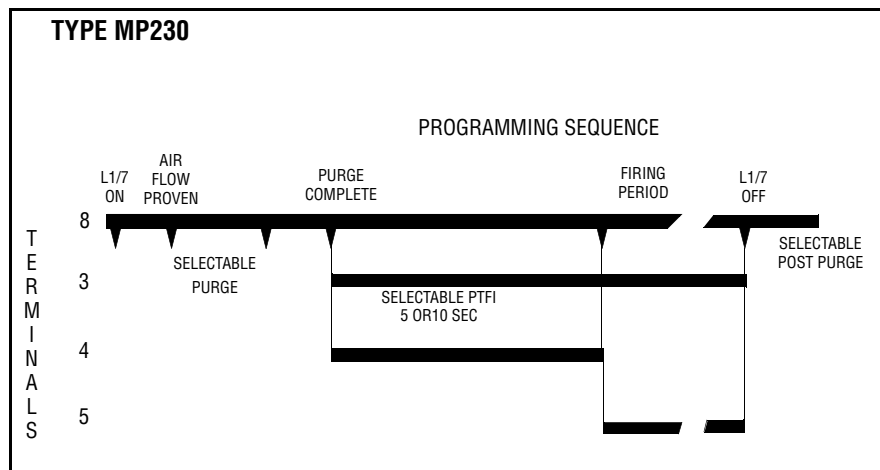 TYPE MP230
PROGRAMMING SEQUENCE
L1/7
ON
AIR
FLOW
PROVEN
PURGE
COMPLETE
FIRING
PERIOD
L1/7
OFF
8
SELECTABLE
PURGE
SELECTABLE
POST PURGE
TERMINALS
3
SELECTABLE PTFI
5 OR10 SEC
4
5